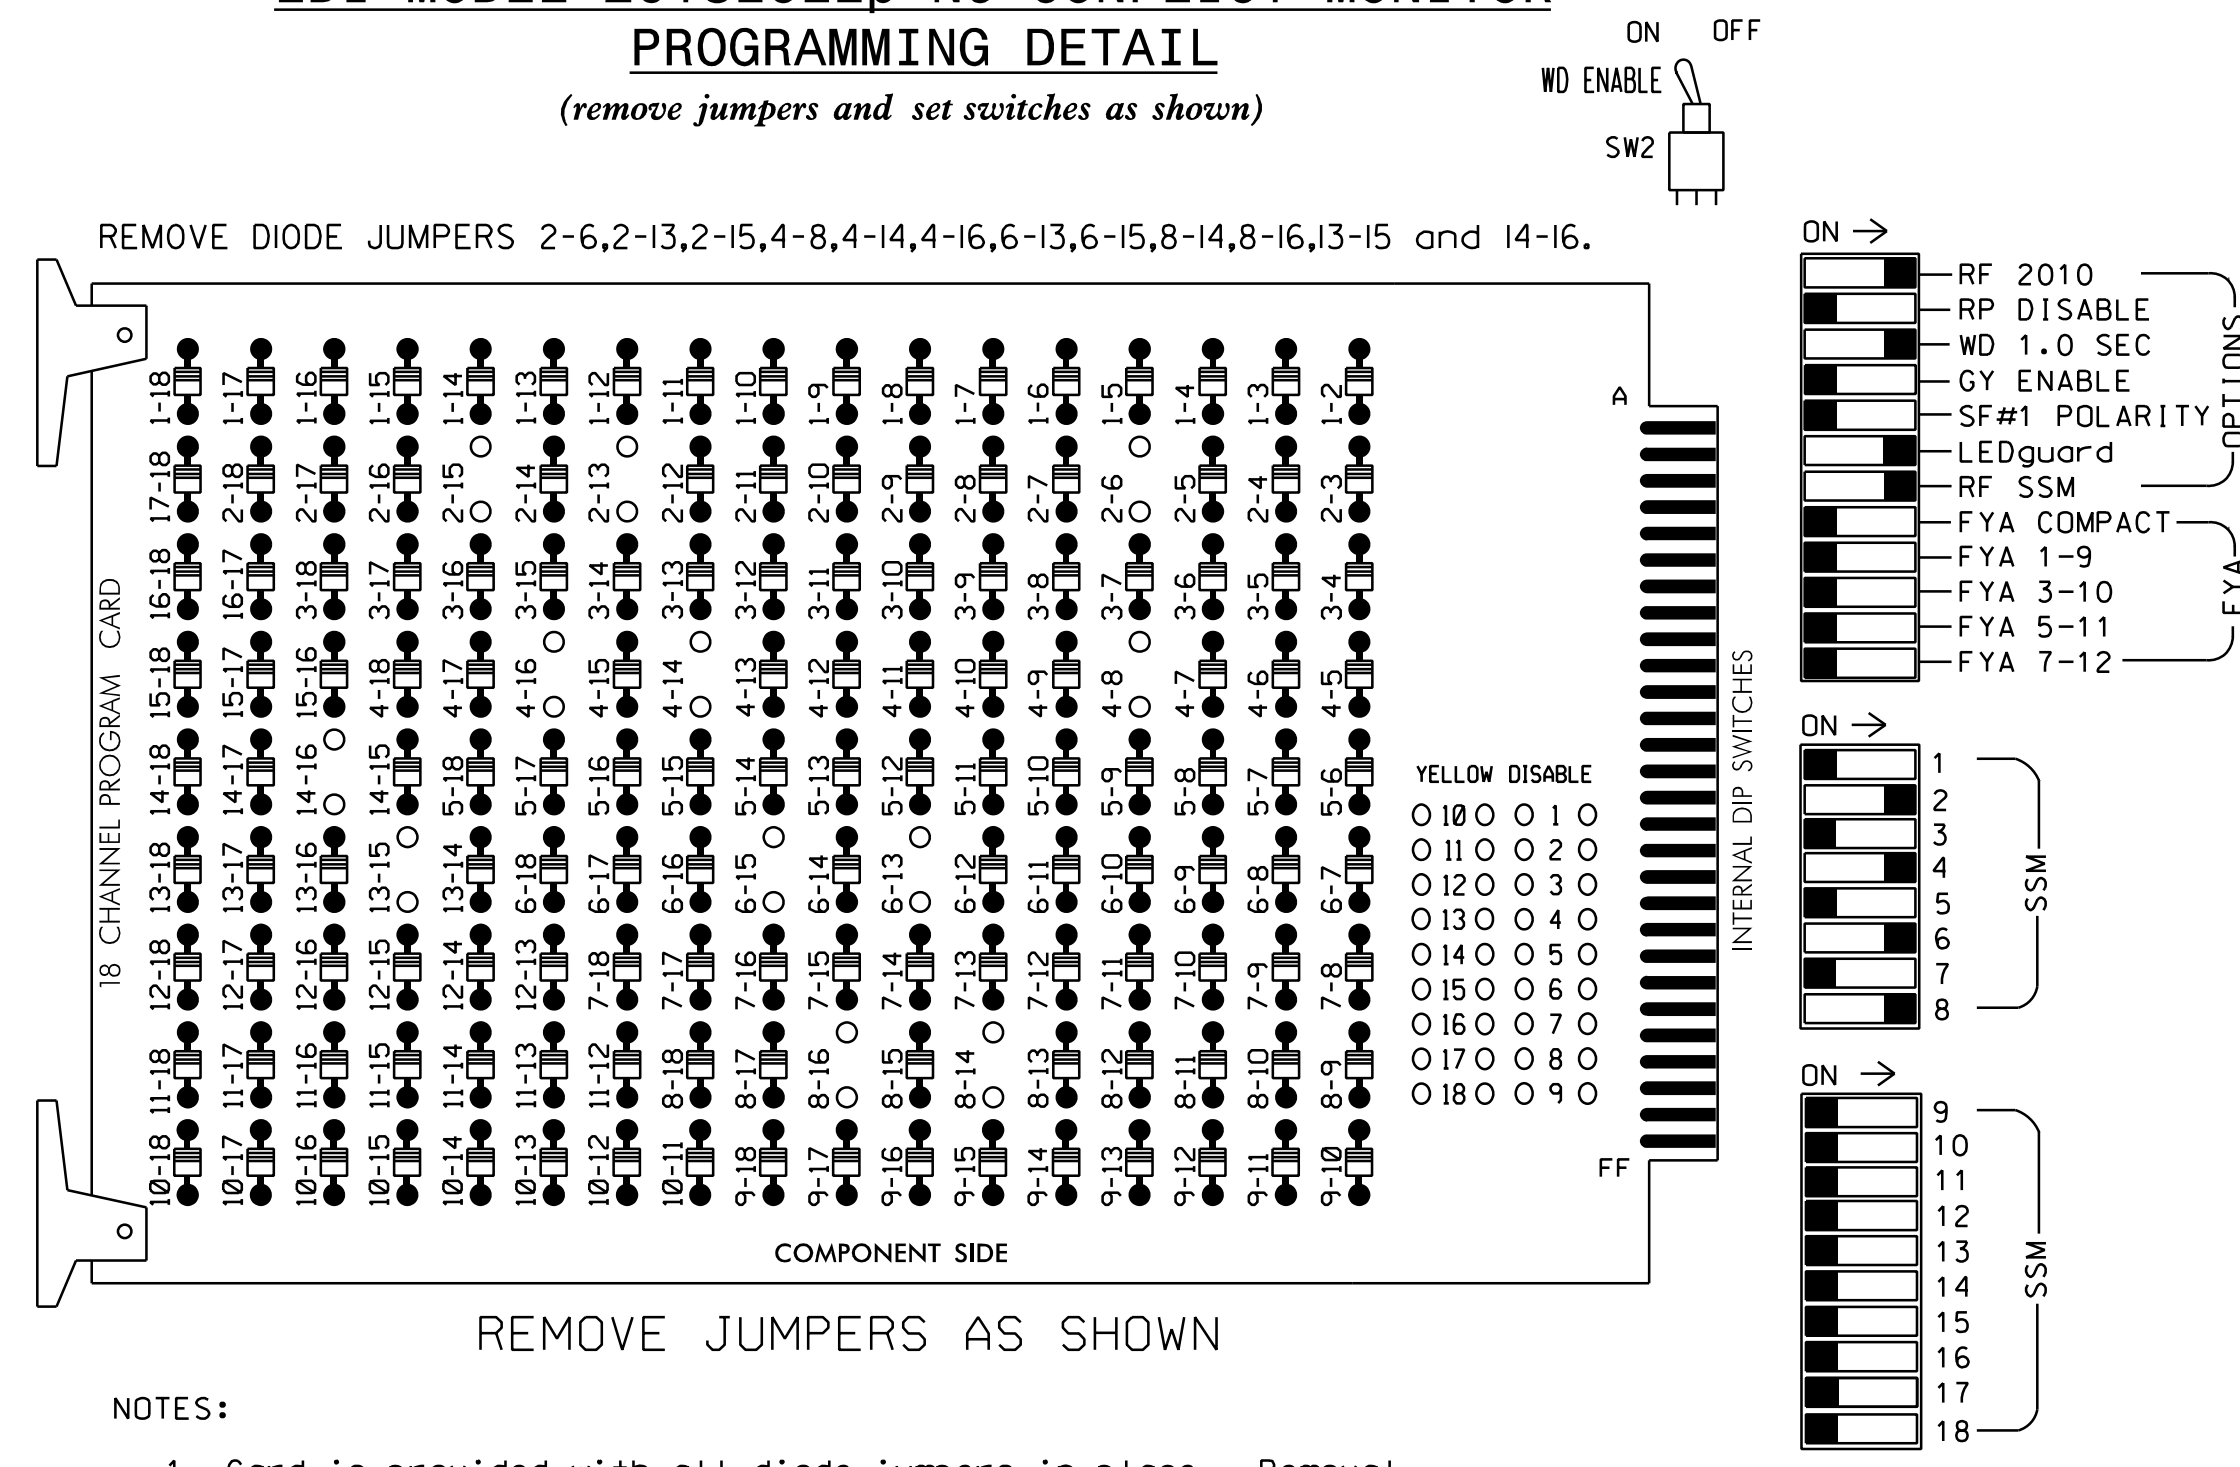 PROGRAMMING DETAIL
(remove jumpers and set switches as shown)
ON OFF
WD ENABLE
SW2
REMOVE DIODE JUMPERS 2-6,2-13,2-15,4-8,4-14,4-16,6-13,6-15,8-14,8-16,13-15 and 14-16.
18 CHANNEL PROGRAM CARD
1-18 1-17 1-16 1-15 1-14 1-13 1-12 1-11 1-10 1-9 1-8 1-7 1-6 1-5 1-4 1-3 1-2
17-18 2-18 2-17 2-16 2-15 2-14 2-13 2-12 2-11 2-10 2-9 2-8 2-7 2-6 2-5 2-4 2-3
16-18 16-17 3-18 3-17 3-16 3-15 3-14 3-13 3-12 3-11 3-10 3-9 3-8 3-7 3-6 3-5 3-4
15-18 15-17 15-16 4-18 4-17 4-16 4-15 4-14 4-13 4-12 4-11 4-10 4-9 4-8 4-7 4-6 4-5
14-18 14-17 14-16 14-15 5-18 5-17 5-16 5-15 5-14 5-13 5-12 5-11 5-10 5-9 5-8 5-7 5-6
13-18 13-17 13-16 13-15 13-14 6-18 6-17 6-16 6-15 6-14 6-13 6-12 6-11 6-10 6-9 6-8 6-7
12-18 12-17 12-16 12-15 12-14 12-13 7-18 7-17 7-16 7-15 7-14 7-13 7-12 7-11 7-10 7-9 7-8
11-18 11-17 11-16 11-15 11-14 11-13 11-12 8-18 8-17 8-16 8-15 8-14 8-13 8-12 8-11 8-10 8-9
10-18 10-17 10-16 10-15 10-14 10-13 10-12 10-11 9-18 9-17 9-16 9-15 9-14 9-13 9-12 9-11 9-10
YELLOW DISABLE
10 1
11 2
12 3
13 4
14 5
15 6
16 7
17 8
18 9
A
FF
COMPONENT SIDE
INTERNAL DIP SWITCHES
ON
RF 2010
RP DISABLE
WD 1.0 SEC
GY ENABLE
SF#1 POLARITY
LEDguard
RF SSM
OPTIONS
FYA COMPACT
FYA 1-9
FYA 3-10
FYA 5-11
FYA 7-12
FYA
ON
1
2
3
4
5
6
7
8
SSM
ON
9
10
11
12
13
14
15
16
17
18
SSM
REMOVE JUMPERS AS SHOWN
NOTES: